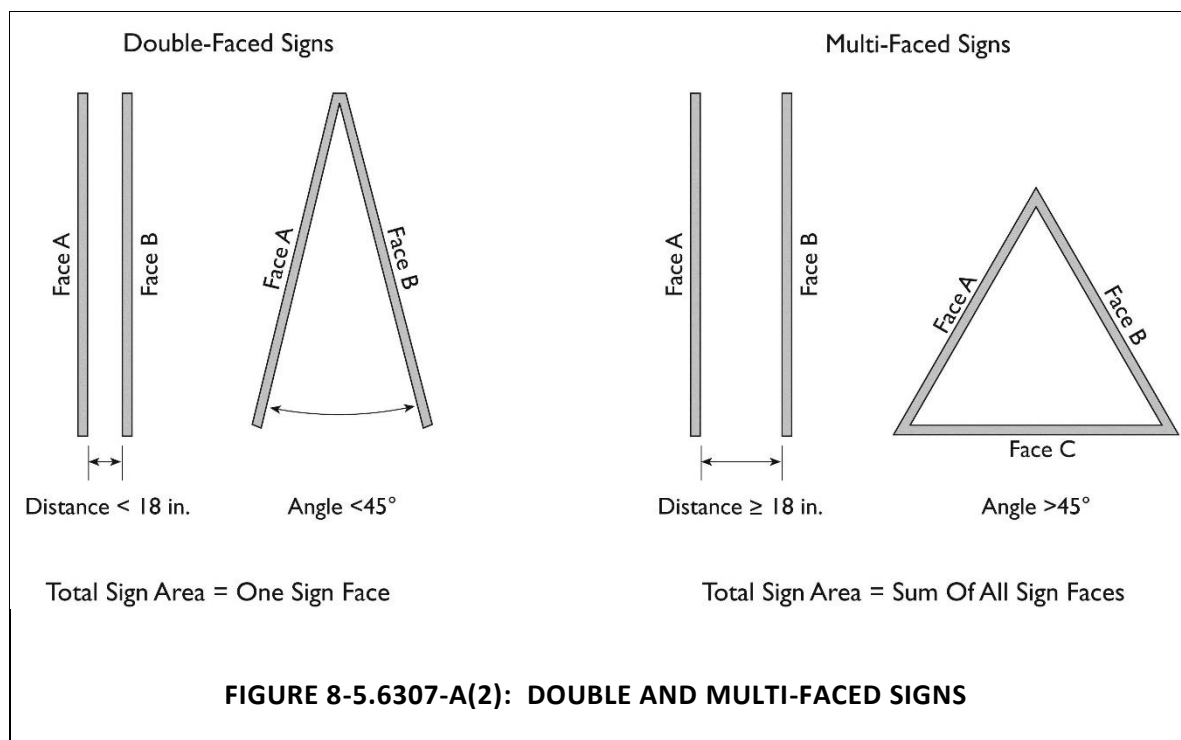 Double-Faced Signs
Face A
Face B
Face A
Face B
Distance < 18 in.
Angle <45°
Total Sign Area = One Sign Face
Multi-Faced Signs
Face A
Face B
Face A
Face B
Face C
Distance ≥ 18 in.
Angle >45°
Total Sign Area = Sum Of All Sign Faces
FIGURE 8-5.6307-A(2): DOUBLE AND MULTI-FACED SIGNS